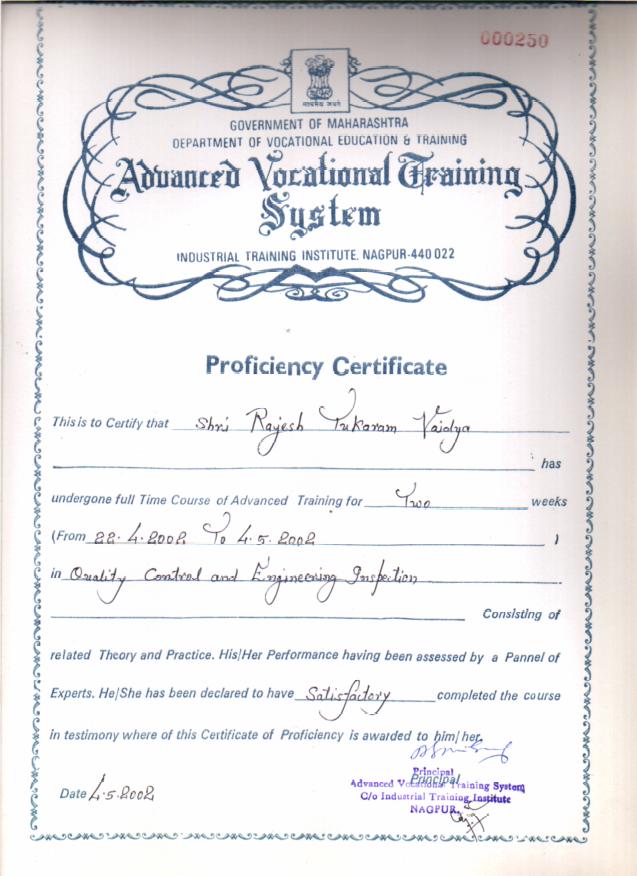 000250
सत्यमेव जयते
GOVERNMENT OF MAHARASHTRA
DEPARTMENT OF VOCATIONAL EDUCATION & TRAINING
Advanced Vocational Training
System
INDUSTRIAL TRAINING INSTITUTE, NAGPUR-440 022
Proficiency Certificate
This is to Certify that Shri Rajesh Tukaram Vaidya
has
undergone full Time Course of Advanced Training for Two weeks
(From 22.4.2002 To 4.5.2002 )
in Quality Control and Engineering Inspection
Consisting of
related Theory and Practice. His/Her Performance having been assessed by a Pannel of
Experts. He/She has been declared to have Satisfactory completed the course
in testimony where of this Certificate of Proficiency is awarded to him/her.
Principal
Principal
Advanced Vocational Training System
C/o Industrial Training Institute
NAGPUR.
Date 4.5.2002